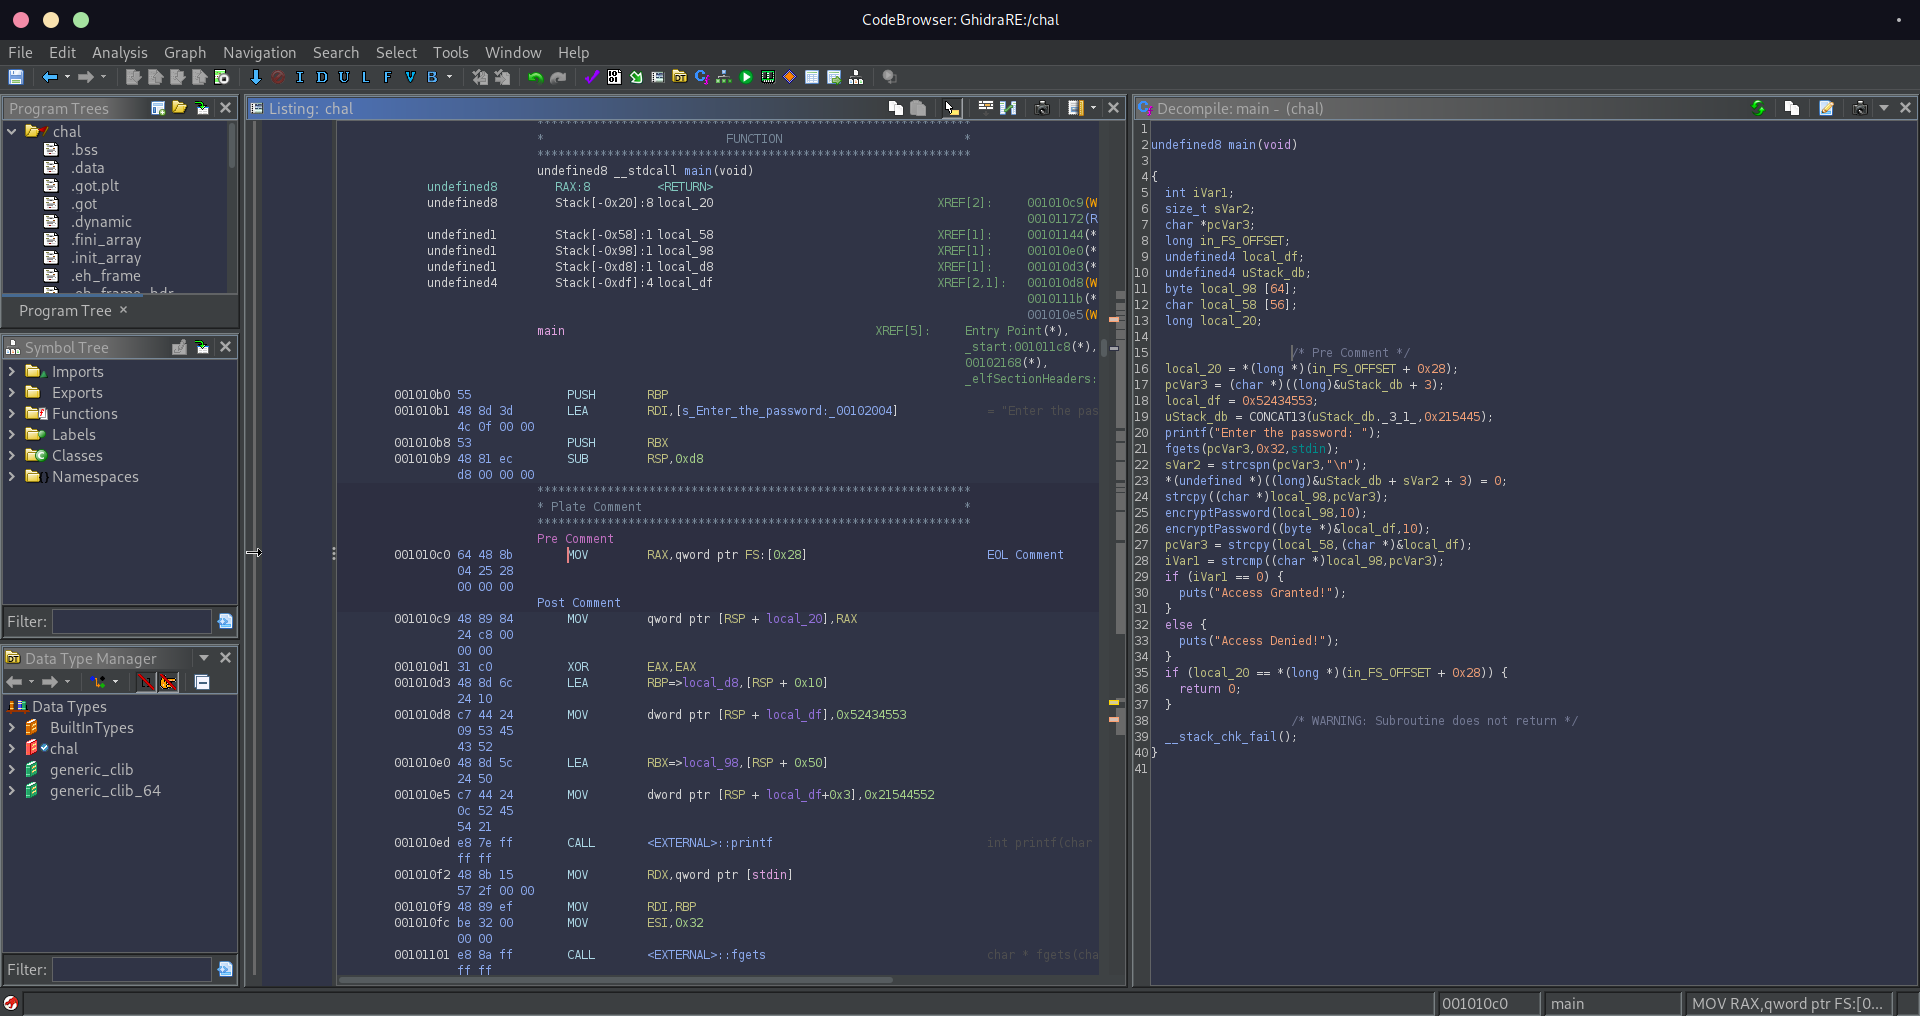 CodeBrowser: GhidraRE:/chal
File Edit Analysis Graph Navigation Search Select Tools Window Help
I D U L F V B
Program Trees
chal
.bss
.data
.got.plt
.got
.dynamic
.fini_array
.init_array
.eh_frame
.eh_frame_hdr
Program Tree ×
Symbol Tree
Imports
Exports
Functions
Labels
Classes
Namespaces
Filter:
Data Type Manager
Data Types
BuiltInTypes
chal
generic_clib
generic_clib_64
Filter:
Listing: chal
*************************************************************
* FUNCTION *
*************************************************************
undefined8 __stdcall main(void)
undefined8 RAX:8 <RETURN>
undefined8 Stack[-0x20]:8 local_20 XREF[2]: 001010c9(W
00101172(R
undefined1 Stack[-0x58]:1 local_58 XREF[1]: 00101144(*
undefined1 Stack[-0x98]:1 local_98 XREF[1]: 001010e0(*
undefined1 Stack[-0xd8]:1 local_d8 XREF[1]: 001010d3(*
undefined4 Stack[-0xdf]:4 local_df XREF[2,1]: 001010d8(W
0010111b(*
001010e5(W
main XREF[5]: Entry Point(*),
_start:001011c8(*),
00102168(*),
_elfSectionHeaders:
001010b0 55 PUSH RBP
001010b1 48 8d 3d LEA RDI,[s_Enter_the_password:_00102004] = "Enter the pas
4c 0f 00 00
001010b8 53 PUSH RBX
001010b9 48 81 ec SUB RSP,0xd8
d8 00 00 00
*************************************************************
* Plate Comment *
*************************************************************
Pre Comment
001010c0 64 48 8b MOV RAX,qword ptr FS:[0x28] EOL Comment
04 25 28
00 00 00
Post Comment
001010c9 48 89 84 MOV qword ptr [RSP + local_20],RAX
24 c8 00
00 00
001010d1 31 c0 XOR EAX,EAX
001010d3 48 8d 6c LEA RBP=>local_d8,[RSP + 0x10]
24 10
001010d8 c7 44 24 MOV dword ptr [RSP + local_df],0x52434553
09 53 45
43 52
001010e0 48 8d 5c LEA RBX=>local_98,[RSP + 0x50]
24 50
001010e5 c7 44 24 MOV dword ptr [RSP + local_df+0x3],0x21544552
0c 52 45
54 21
001010ed e8 7e ff CALL <EXTERNAL>::printf int printf(char
ff ff
001010f2 48 8b 15 MOV RDX,qword ptr [stdin]
57 2f 00 00
001010f9 48 89 ef MOV RDI,RBP
001010fc be 32 00 MOV ESI,0x32
00 00
00101101 e8 8a ff CALL <EXTERNAL>::fgets char * fgets(cha
ff ff
Decompile: main - (chal)
1
2 undefined8 main(void)
3
4 {
5 int iVar1;
6 size_t sVar2;
7 char *pcVar3;
8 long in_FS_OFFSET;
9 undefined4 local_df;
10 undefined4 uStack_db;
11 byte local_98 [64];
12 char local_58 [56];
13 long local_20;
14
15 /* Pre Comment */
16 local_20 = *(long *)(in_FS_OFFSET + 0x28);
17 pcVar3 = (char *)((long)&uStack_db + 3);
18 local_df = 0x52434553;
19 uStack_db = CONCAT13(uStack_db._3_1_,0x215445);
20 printf("Enter the password: ");
21 fgets(pcVar3,0x32,stdin);
22 sVar2 = strcspn(pcVar3,"\n");
23 *(undefined *)((long)&uStack_db + sVar2 + 3) = 0;
24 strcpy((char *)local_98,pcVar3);
25 encryptPassword(local_98,10);
26 encryptPassword((byte *)&local_df,10);
27 pcVar3 = strcpy(local_58,(char *)&local_df);
28 iVar1 = strcmp((char *)local_98,pcVar3);
29 if (iVar1 == 0) {
30 puts("Access Granted!");
31 }
32 else {
33 puts("Access Denied!");
34 }
35 if (local_20 == *(long *)(in_FS_OFFSET + 0x28)) {
36 return 0;
37 }
38 /* WARNING: Subroutine does not return */
39 __stack_chk_fail();
40 }
41
001010c0 main MOV RAX,qword ptr FS:[0...